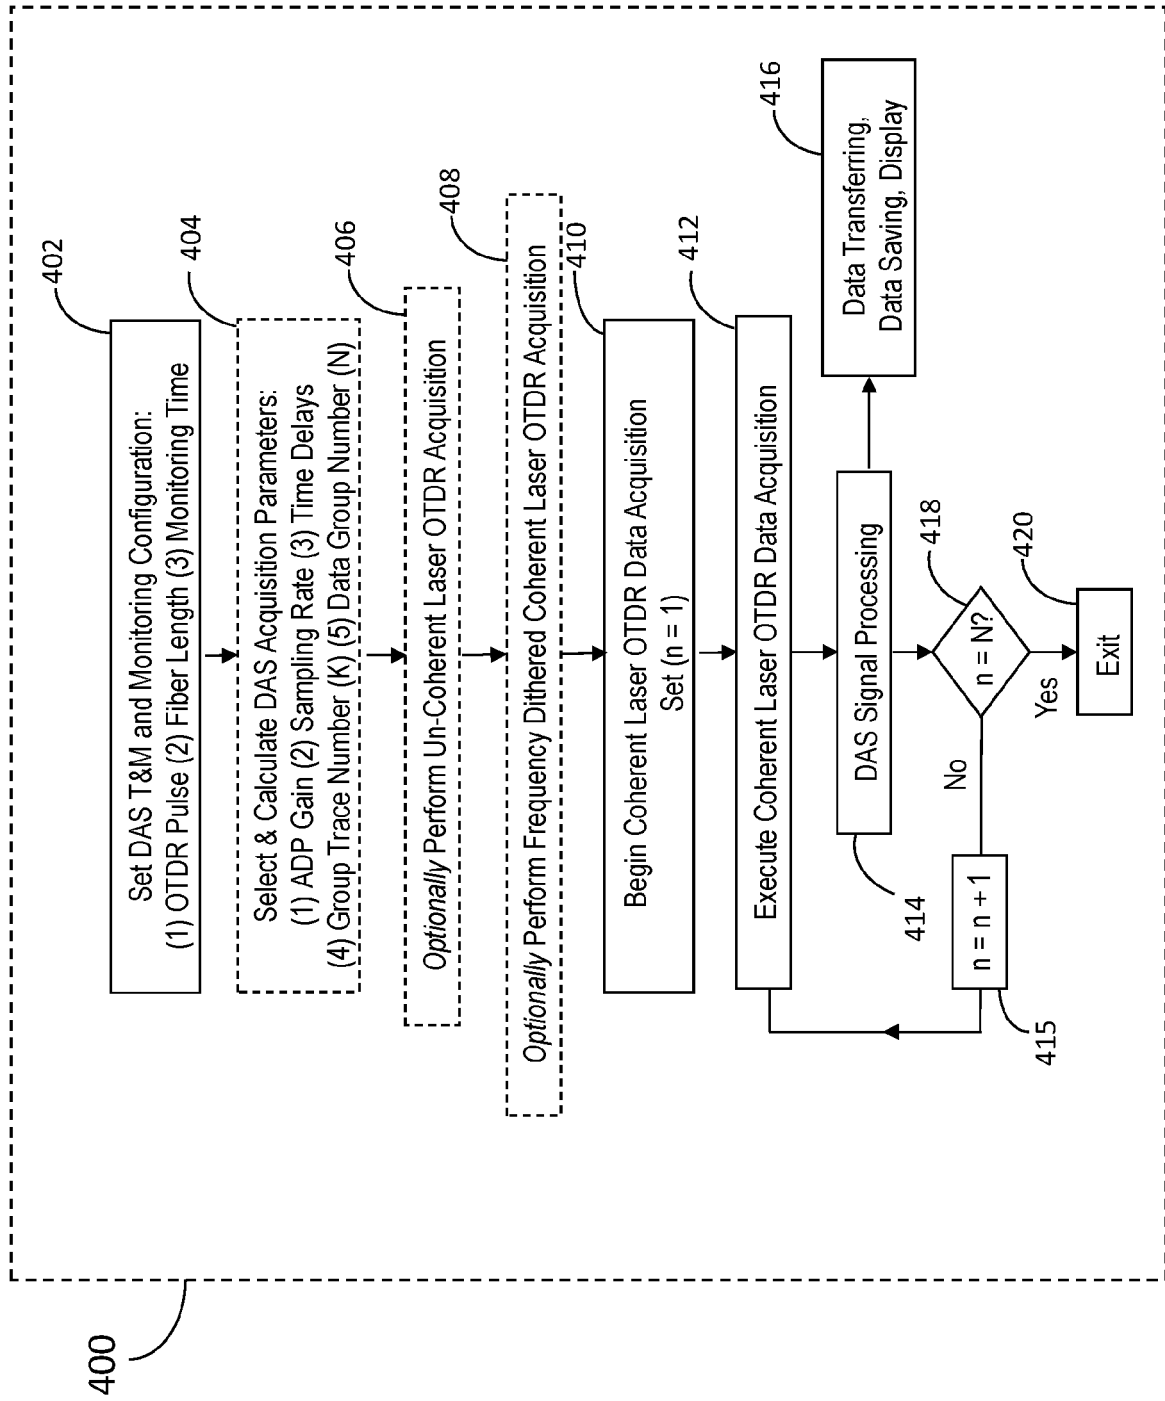 400
402
Set DAS T&M and Monitoring Configuration:
(1) OTDR Pulse (2) Fiber Length (3) Monitoring Time
404
Select & Calculate DAS Acquisition Parameters:
(1) ADP Gain (2) Sampling Rate (3) Time Delays
(4) Group Trace Number (K) (5) Data Group Number (N)
406
Optionally Perform Un-Coherent Laser OTDR Acquisition
408
Optionally Perform Frequency Dithered Coherent Laser OTDR Acquisition
410
Begin Coherent Laser OTDR Data Acquisition
Set (n = 1)
412
Execute Coherent Laser OTDR Data Acquisition
414
DAS Signal Processing
416
Data Transferring,
Data Saving, Display
418
n = N?
No
n = n + 1
415
Yes
420
Exit